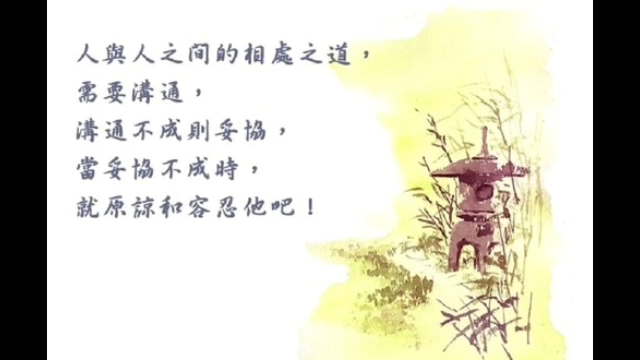 人與人之间的相處之道，
需要溝通，
溝通不成則妥協，
當妥協不成時，
就原諒和容忍他吧！